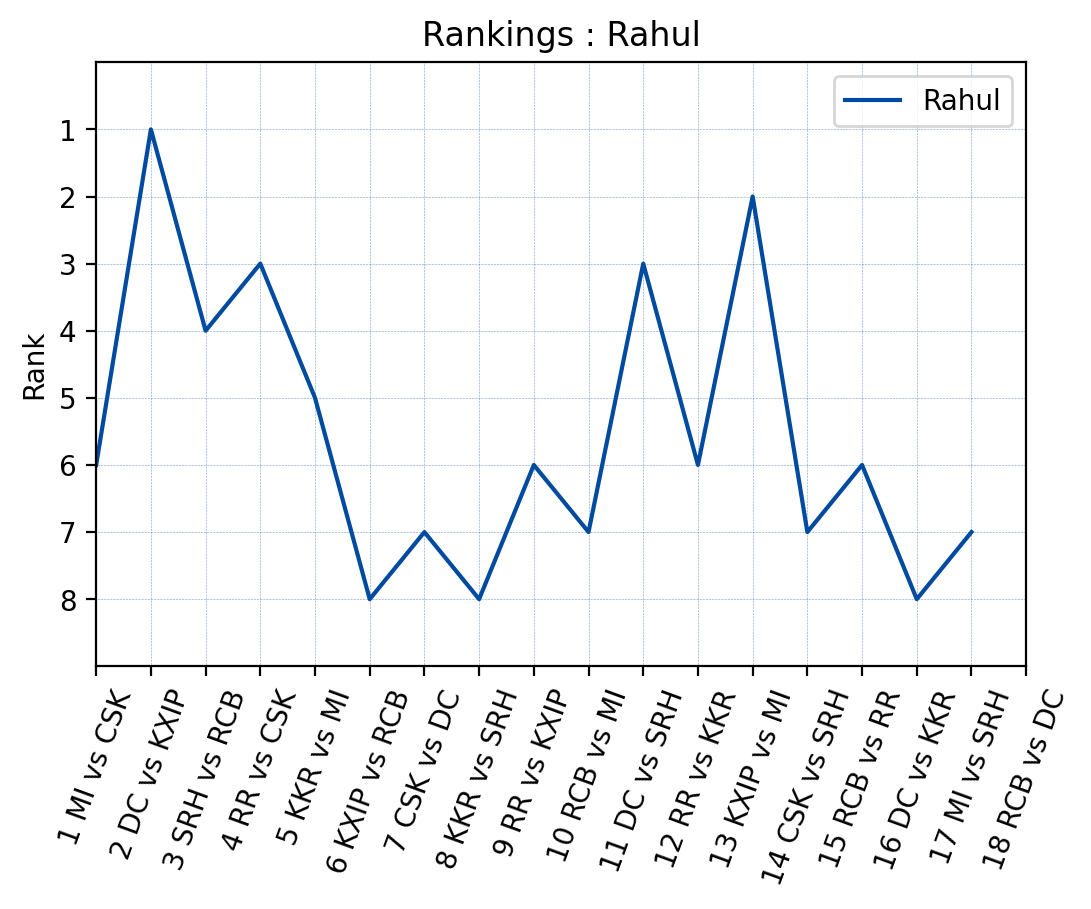 Rankings : Rahul
Rahul
Rank
1
2
3
4
5
6
7
8
1 MI vs CSK
2 DC vs KXIP
3 SRH vs RCB
4 RR vs CSK
5 KKR vs MI
6 KXIP vs RCB
7 CSK vs DC
8 KKR vs SRH
9 RR vs KXIP
10 RCB vs MI
11 DC vs SRH
12 RR vs KKR
13 KXIP vs MI
14 CSK vs SRH
15 RCB vs RR
16 DC vs KKR
17 MI vs SRH
18 RCB vs DC